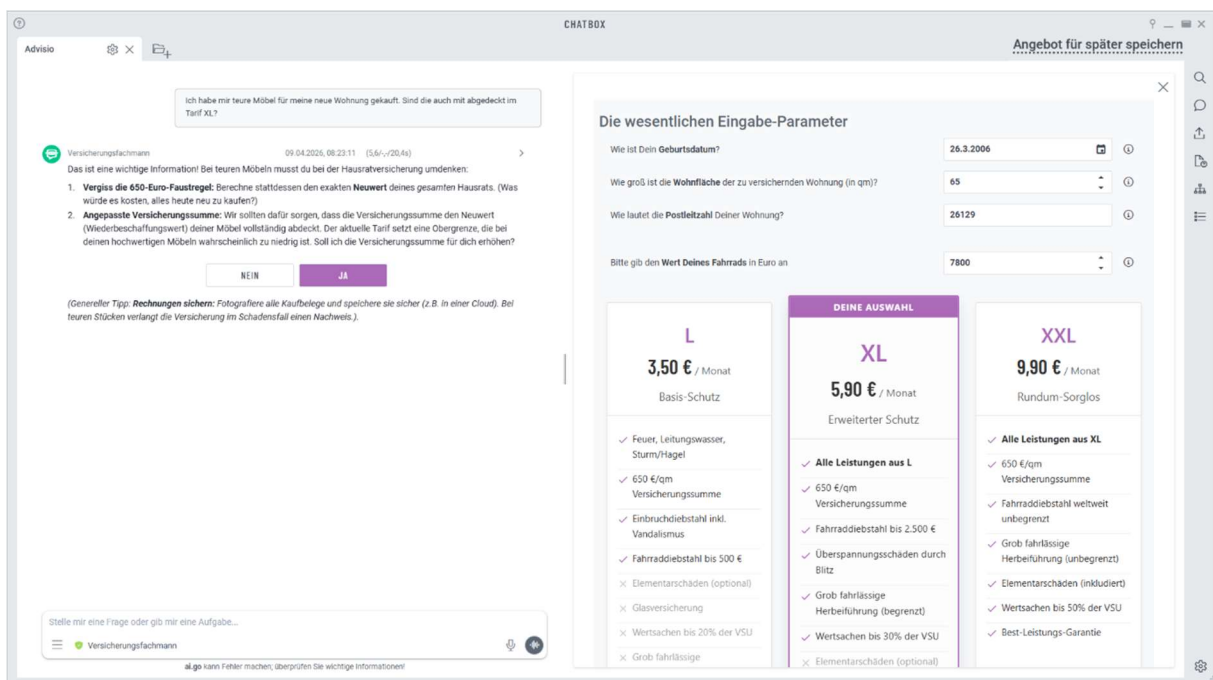 CHATBOX
Advisio
Angebot für später speichern
Ich habe mir teure Möbel für meine neue Wohnung gekauft. Sind die auch mit abgedeckt im
Tarif XL?
Versicherungsfachmann 09.04.2026, 08:23:11 (5,6/-,-/20,4s)
Das ist eine wichtige Information! Bei teuren Möbeln musst du bei der Hausratversicherung umdenken:
1. Vergiss die 650-Euro-Faustregel: Berechne stattdessen den exakten Neuwert deines gesamten Hausrats. (Was
würde es kosten, alles heute neu zu kaufen?)
2. Angepasste Versicherungssumme: Wir sollten dafür sorgen, dass die Versicherungssumme den Neuwert
(Wiederbeschaffungswert) deiner Möbel vollständig abdeckt. Der aktuelle Tarif setzt eine Obergrenze, die bei
deinen hochwertigen Möbeln wahrscheinlich zu niedrig ist. Soll ich die Versicherungssumme für dich erhöhen?
NEIN
JA
(Genereller Tipp: Rechnungen sichern: Fotografiere alle Kaufbelege und speichere sie sicher (z.B. in einer Cloud). Bei
teuren Stücken verlangt die Versicherung im Schadensfall einen Nachweis.).
Stelle mir eine Frage oder gib mir eine Aufgabe...
Versicherungsfachmann
ai.go kann Fehler machen; überprüfen Sie wichtige Informationen!
Die wesentlichen Eingabe-Parameter
Wie ist Dein Geburtsdatum? 26.3.2006
Wie groß ist die Wohnfläche der zu versichernden Wohnung (in qm)? 65
Wie lautet die Postleitzahl Deiner Wohnung? 26129
Bitte gib den Wert Deines Fahrrads in Euro an 7800
L
3,50 € / Monat
Basis-Schutz
Feuer, Leitungswasser,
Sturm/Hagel
650 €/qm
Versicherungssumme
Einbruchdiebstahl inkl.
Vandalismus
Fahrraddiebstahl bis 500 €
Elementarschäden (optional)
Glasversicherung
Wertsachen bis 20% der VSU
Grob fahrlässige
DEINE AUSWAHL
XL
5,90 € / Monat
Erweiterter Schutz
Alle Leistungen aus L
650 €/qm
Versicherungssumme
Fahrraddiebstahl bis 2.500 €
Überspannungsschäden durch
Blitz
Grob fahrlässige
Herbeiführung (begrenzt)
Wertsachen bis 30% der VSU
Elementarschäden (optional)
XXL
9,90 € / Monat
Rundum-Sorglos
Alle Leistungen aus XL
650 €/qm
Versicherungssumme
Fahrraddiebstahl weltweit
unbegrenzt
Grob fahrlässige
Herbeiführung (unbegrenzt)
Elementarschäden (inkludiert)
Wertsachen bis 50% der VSU
Best-Leistungs-Garantie